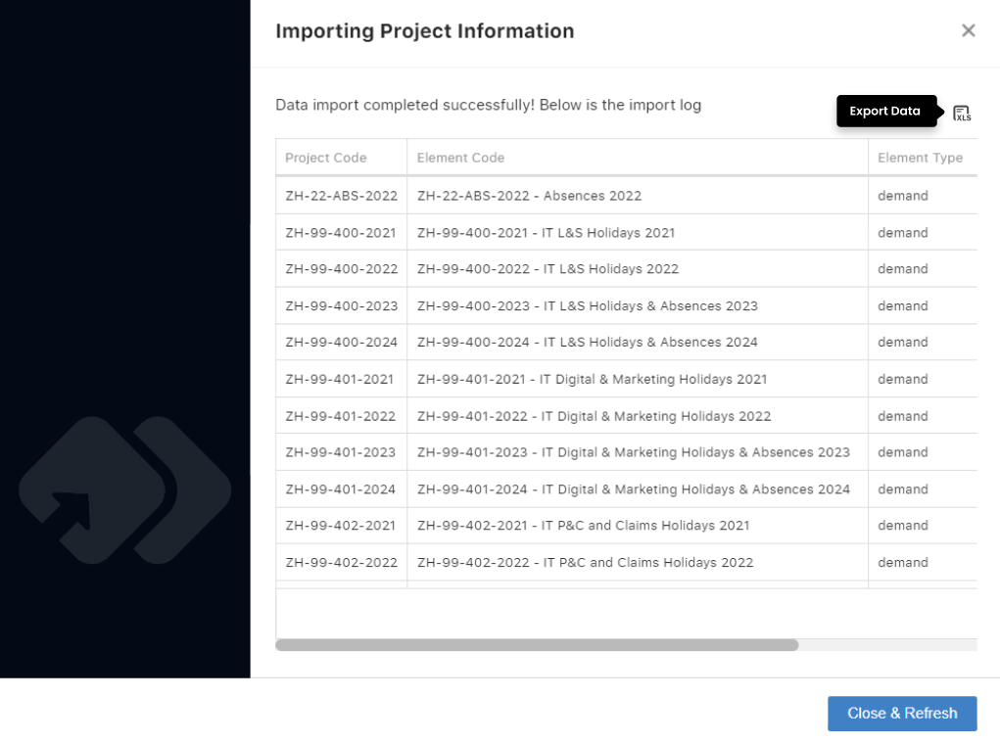 Importing Project Information
Data import completed successfully! Below is the import log
Export Data
XLS
Project Code Element Code Element Type
ZH-22-ABS-2022 ZH-22-ABS-2022 - Absences 2022 demand
ZH-99-400-2021 ZH-99-400-2021 - IT L&S Holidays 2021 demand
ZH-99-400-2022 ZH-99-400-2022 - IT L&S Holidays 2022 demand
ZH-99-400-2023 ZH-99-400-2023 - IT L&S Holidays & Absences 2023 demand
ZH-99-400-2024 ZH-99-400-2024 - IT L&S Holidays & Absences 2024 demand
ZH-99-401-2021 ZH-99-401-2021 - IT Digital & Marketing Holidays 2021 demand
ZH-99-401-2022 ZH-99-401-2022 - IT Digital & Marketing Holidays 2022 demand
ZH-99-401-2023 ZH-99-401-2023 - IT Digital & Marketing Holidays & Absences 2023 demand
ZH-99-401-2024 ZH-99-401-2024 - IT Digital & Marketing Holidays & Absences 2024 demand
ZH-99-402-2021 ZH-99-402-2021 - IT P&C and Claims Holidays 2021 demand
ZH-99-402-2022 ZH-99-402-2022 - IT P&C and Claims Holidays 2022 demand
Close & Refresh